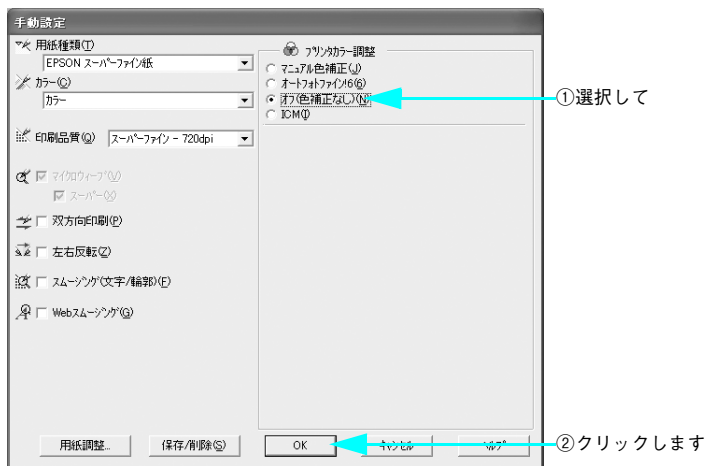 手動設定
用紙種類(T)
EPSON スーパーファイン紙
カラー(C)
カラー
印刷品質(Q) スーパーファイン - 720dpi
マイクロウィーブ(V)
スーパー(X)
双方向印刷(P)
左右反転(Z)
スムージング(文字/輪郭)(F)
Webスムージング(G)
プリンタカラー調整
マニュアル色補正(J)
オートフォトファイン!6(6)
オフ(色補正なし)(N)
ICM(I)
①選択して
用紙調整...
保存/削除(S)
OK
キャンセル
ヘルプ
②クリックします